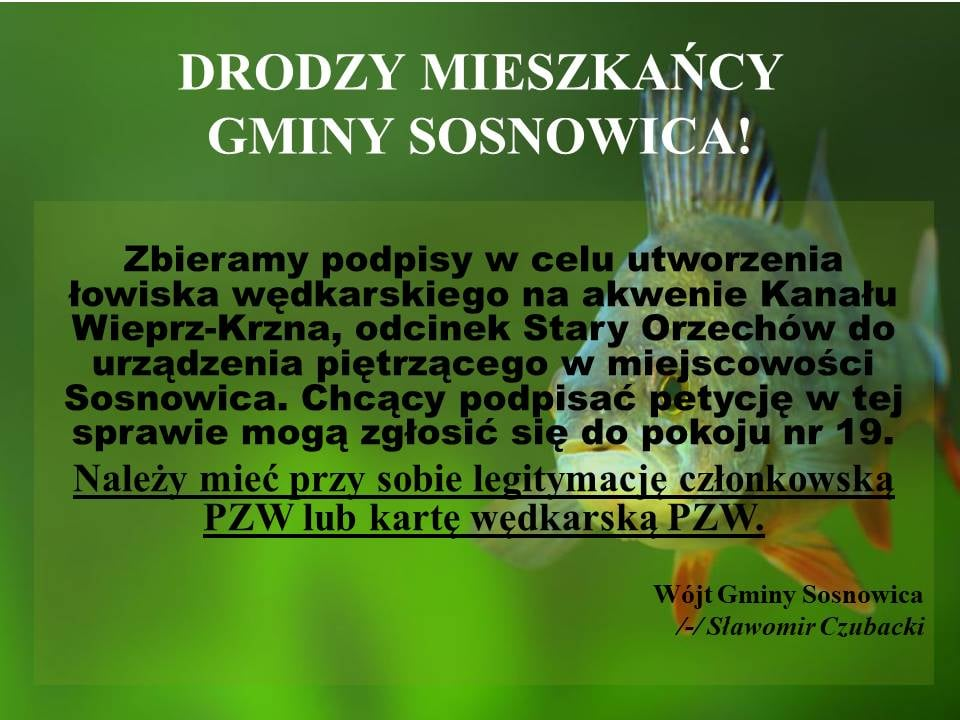 DRODZY MIESZKAŃCY
GMINY SOSNOWICA!
Zbieramy podpisy w celu utworzenia
łowiska wędkarskiego na akwenie Kanału
Wieprz-Krzna, odcinek Stary Orzechów do
urządzenia piętrzącego w miejscowości
Sosnowica. Chcący podpisać petycję w tej
sprawie mogą zgłosić się do pokoju nr 19.
Należy mieć przy sobie legitymację członkowską
PZW lub kartę wędkarską PZW.
Wójt Gminy Sosnowica
/-/ Sławomir Czubacki